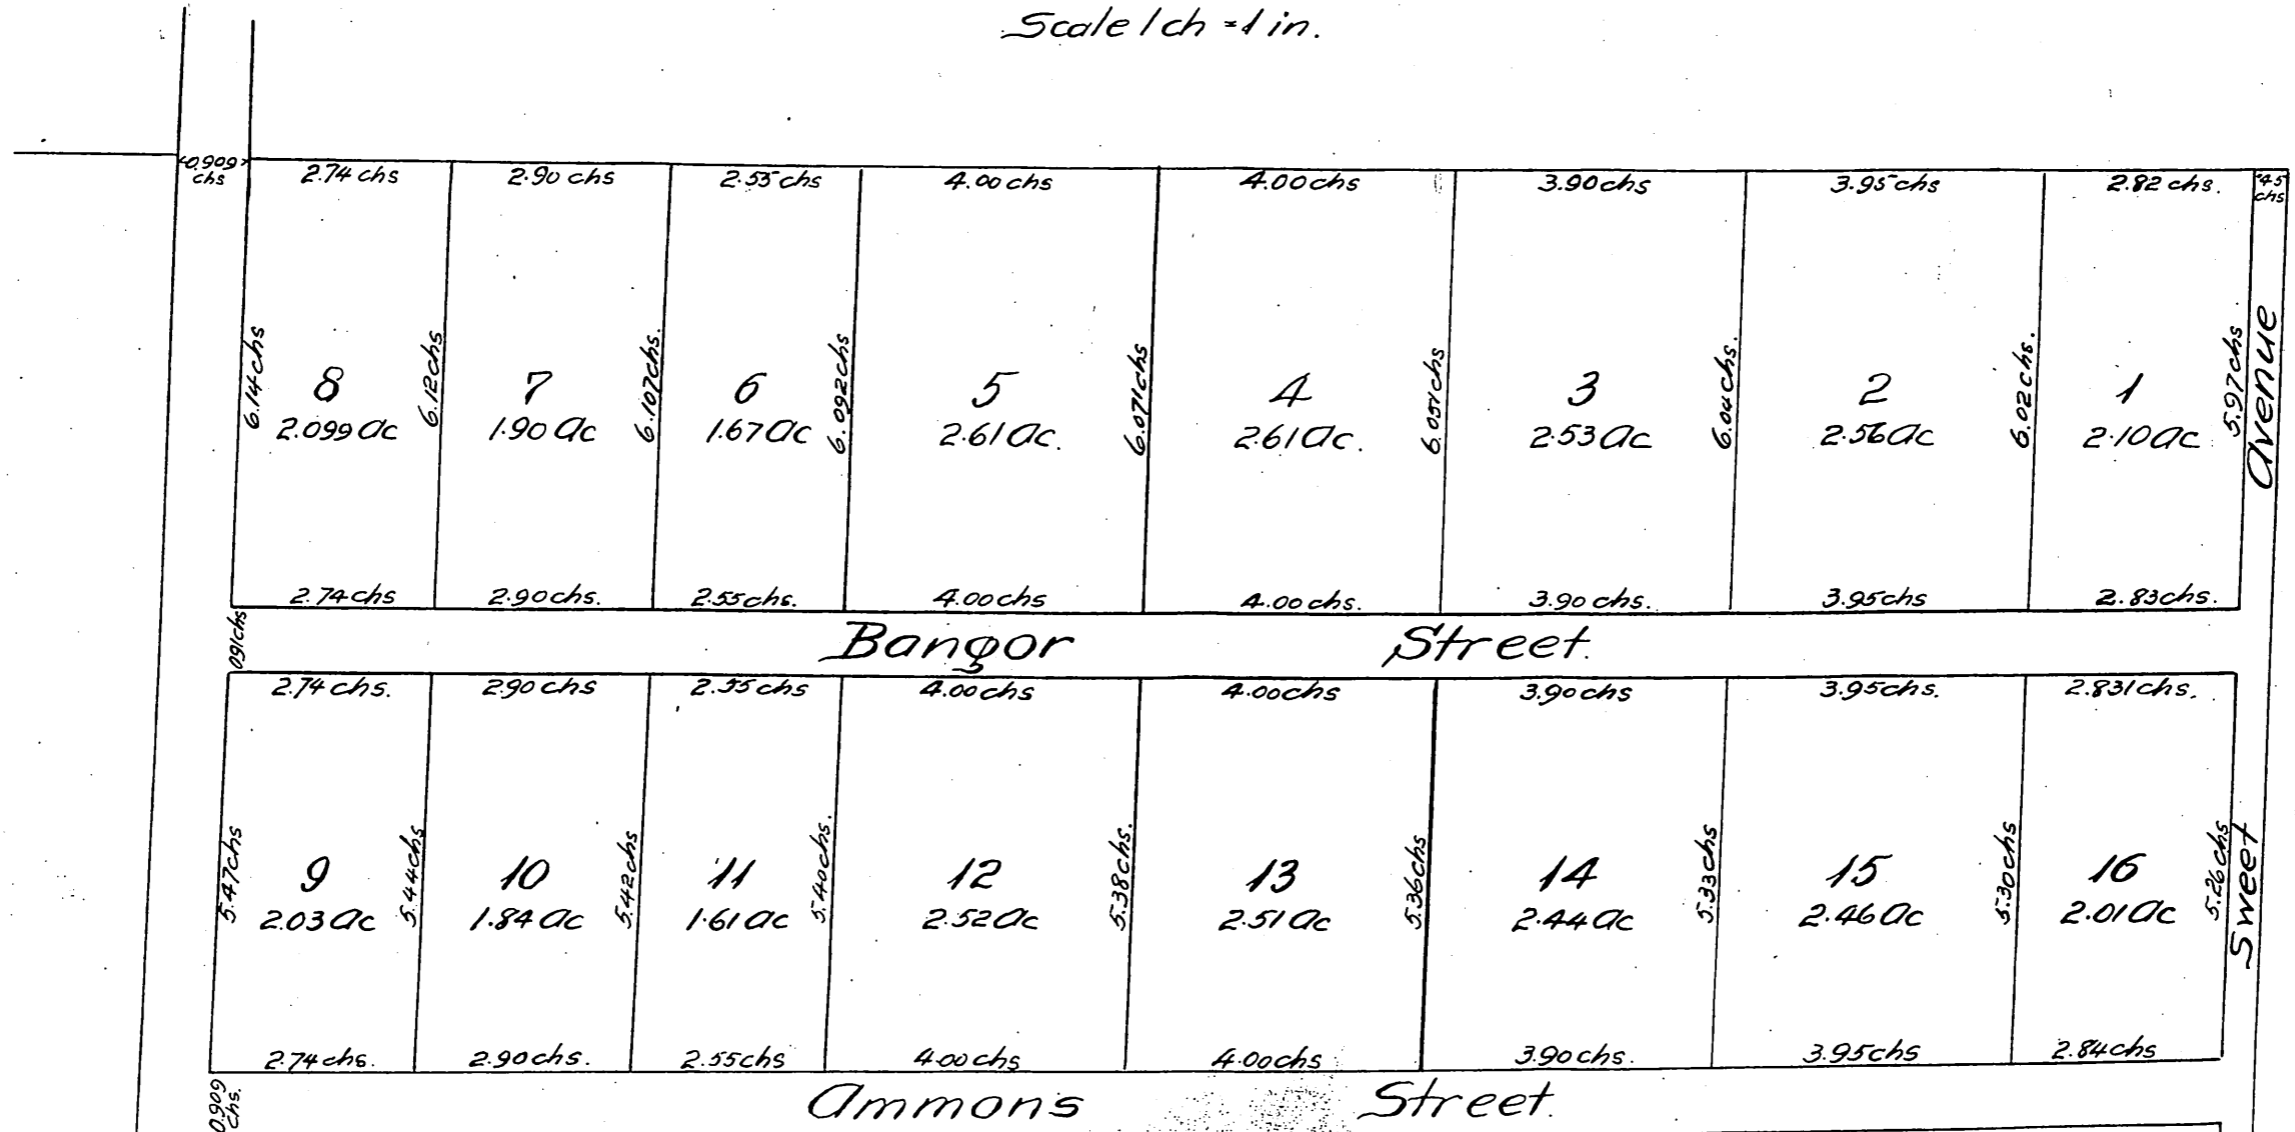 Scale 1 ch = 1 in.
0.909 chs
2.74 chs 2.90 chs 2.55 chs 4.00 chs 4.00 chs 3.90 chs 3.95 chs 2.82 chs. .45 chs
6.14 chs 6.12 chs 6.107 chs. 6.092 chs 6.071 chs 6.051 chs 6.04 chs. 6.02 chs. 5.97 chs
8 7 6 5 4 3 2 1
2.099 Ac 1.90 Ac 1.67 Ac 2.61 Ac. 2.61 Ac. 2.53 Ac 2.56 Ac 2.10 Ac
Avenue
2.74 chs 2.90 chs. 2.55 chs. 4.00 chs 4.00 chs. 3.90 chs. 3.95 chs 2.83 chs.
.091 chs
Bangor Street.
2.74 chs. 2.90 chs 2.55 chs 4.00 chs 4.00 chs 3.90 chs 3.95 chs. 2.831 chs.
5.47 chs 5.44 chs 5.42 chs 5.40 chs. 5.38 chs. 5.36 chs 5.33 chs 5.30 chs 5.26 chs
9 10 11 12 13 14 15 16
2.03 Ac 1.84 Ac 1.61 Ac 2.52 Ac 2.51 Ac 2.44 Ac 2.46 Ac 2.01 Ac
Sweet
2.74 chs. 2.90 chs. 2.55 chs 4.00 chs 4.00 chs 3.90 chs. 3.95 chs 2.84 chs
0.909 chs.
Ammons Street.